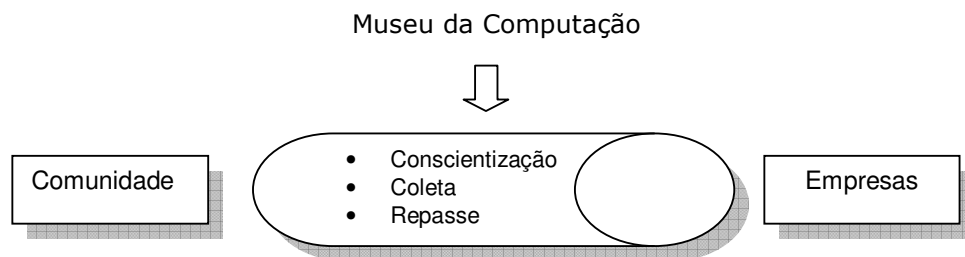 Museu da Computação
Comunidade
• Conscientização
• Coleta
• Repasse
Empresas